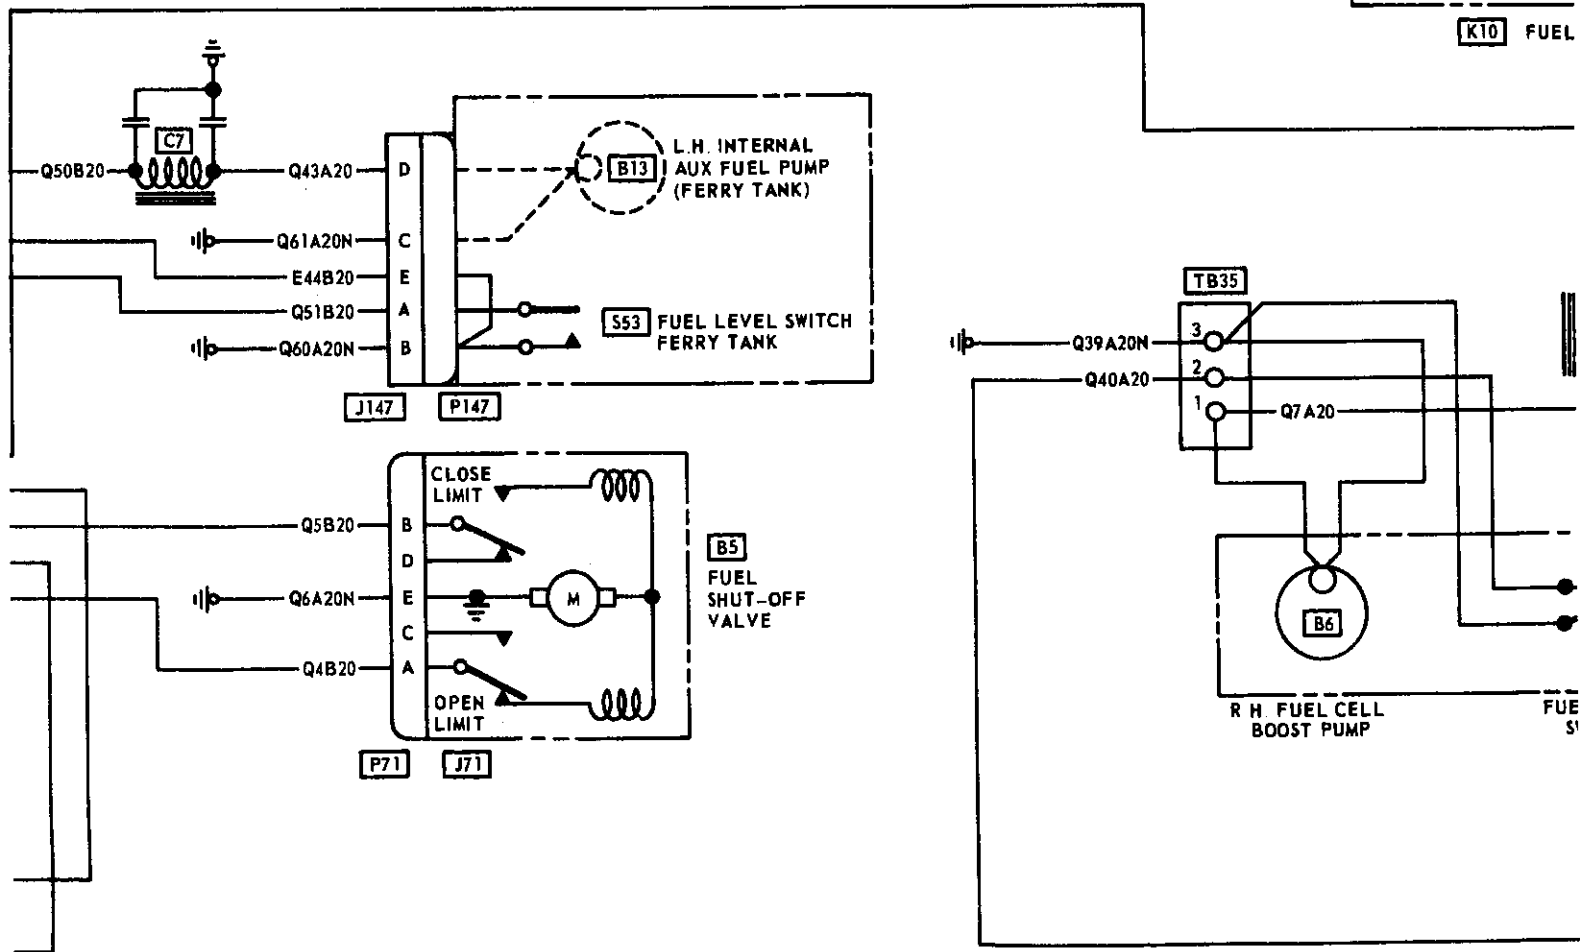 K10 FUEL
C7
Q50B20
Q43A20
D
B13
L.H. INTERNAL
AUX FUEL PUMP
(FERRY TANK)
Q61A20N
C
E44B20
E
Q51B20
A
S53 FUEL LEVEL SWITCH
FERRY TANK
Q60A20N
B
J147
P147
TB35
Q39A20N
3
Q40A20
2
1
Q7A20
CLOSE
LIMIT
Q5B20
B
D
B5
FUEL
SHUT-OFF
VALVE
Q6A20N
E
M
C
Q4B20
A
OPEN
LIMIT
P71
J71
B6
R H. FUEL CELL
BOOST PUMP